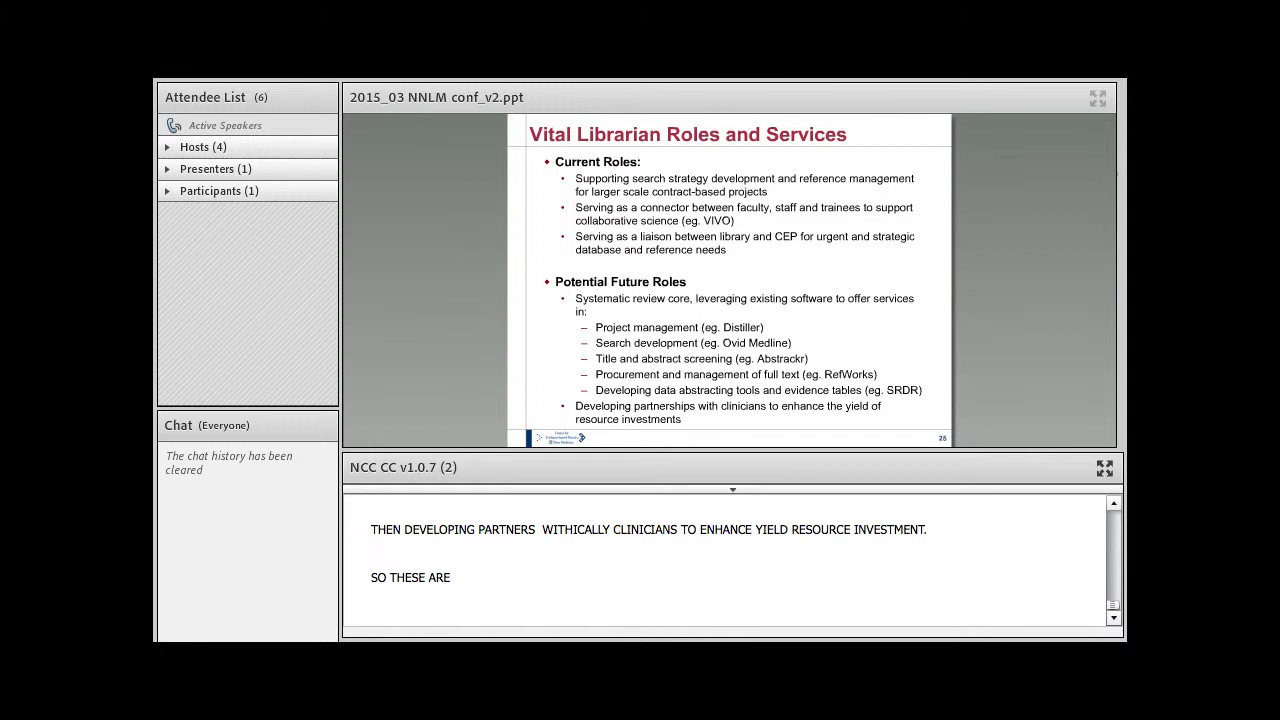 Attendee List (6)
Active Speakers
Hosts (4)
Presenters (1)
Participants (1)
Chat (Everyone)
The chat history has been
cleared
2015_03 NNLM conf_v2.ppt
Vital Librarian Roles and Services
Current Roles:
Supporting search strategy development and reference management
for larger scale contract-based projects
Serving as a connector between faculty, staff and trainees to support
collaborative science (eg. VIVO)
Serving as a liaison between library and CEP for urgent and strategic
database and reference needs
Potential Future Roles
Systematic review core, leveraging existing software to offer services
in:
– Project management (eg. Distiller)
– Search development (eg. Ovid Medline)
– Title and abstract screening (eg. Abstrackr)
– Procurement and management of full text (eg. RefWorks)
– Developing data abstracting tools and evidence tables (eg. SRDR)
Developing partnerships with clinicians to enhance the yield of
resource investments
25
NCC CC v1.0.7 (2)
THEN DEVELOPING PARTNERS WITHICALLY CLINICIANS TO ENHANCE YIELD RESOURCE INVESTMENT.
SO THESE ARE